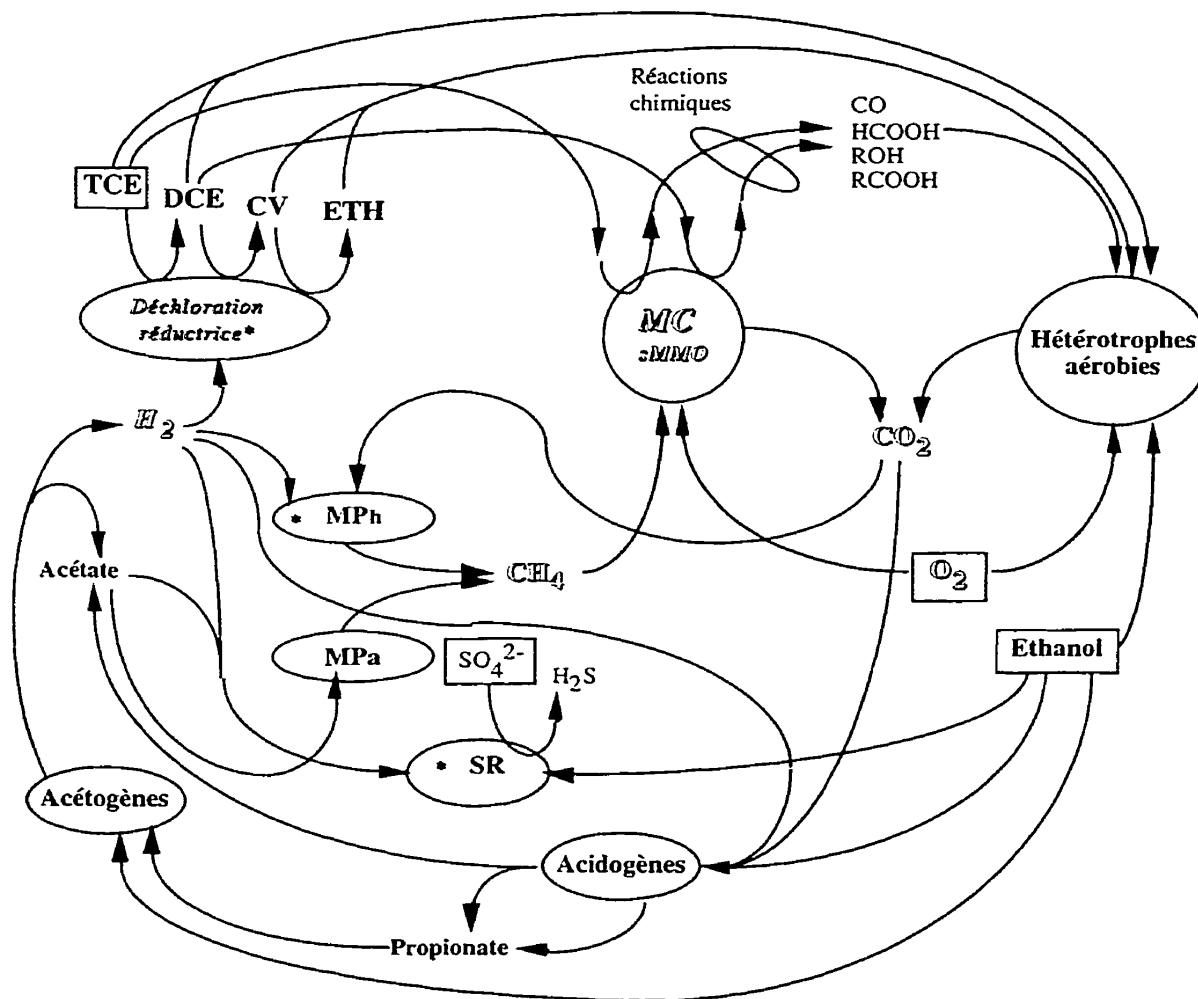 Réactions
chimiques
CO
HCOOH
ROH
RCOOH
TCE
DCE
CV
ETH
Déchloration
réductrice*
MC
sMMO
Hétérotrophes
aérobies
H2
CO2
* MPh
Acétate
CH4
O2
MPa
SO4 2-
H2S
Ethanol
* SR
Acétogènes
Acidogènes
Propionate